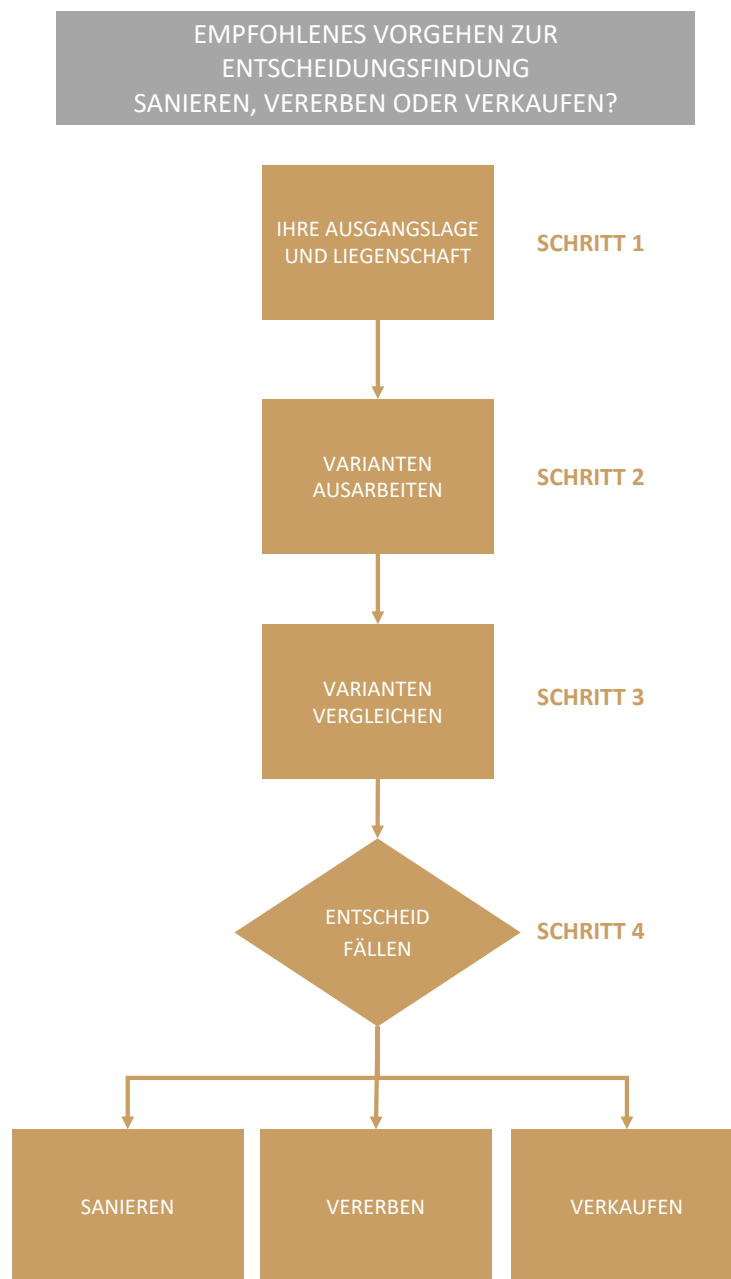 EMPFOHLENES VORGEHEN ZUR
ENTSCHEIDUNGSFINDUNG
SANIEREN, VERERBEN ODER VERKAUFEN?
IHRE AUSGANGSLAGE
UND LIEGENSCHAFT
SCHRITT 1
VARIANTEN
AUSARBEITEN
SCHRITT 2
VARIANTEN
VERGLEICHEN
SCHRITT 3
ENTSCHEID
FÄLLEN
SCHRITT 4
SANIEREN
VERERBEN
VERKAUFEN